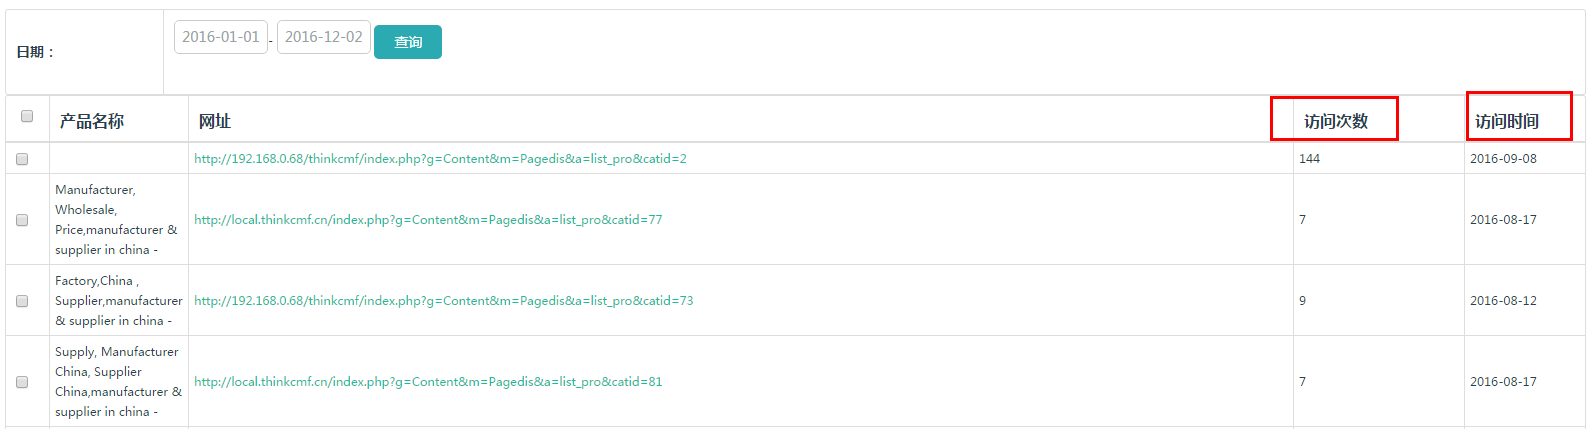 日期：
2016-01-01 - 2016-12-02 查询
产品名称 网址 访问次数 访问时间
http://192.168.0.68/thinkcmf/index.php?g=Content&m=Pagedis&a=list_pro&catid=2 144 2016-09-08
Manufacturer,
Wholesale,
Price,manufacturer &
supplier in china -
http://local.thinkcmf.cn/index.php?g=Content&m=Pagedis&a=list_pro&catid=77 7 2016-08-17
Factory,China ,
Supplier,manufacturer
& supplier in china -
http://192.168.0.68/thinkcmf/index.php?g=Content&m=Pagedis&a=list_pro&catid=73 9 2016-08-12
Supply, Manufacturer
China, Supplier
China,manufacturer &
supplier in china -
http://local.thinkcmf.cn/index.php?g=Content&m=Pagedis&a=list_pro&catid=81 7 2016-08-17